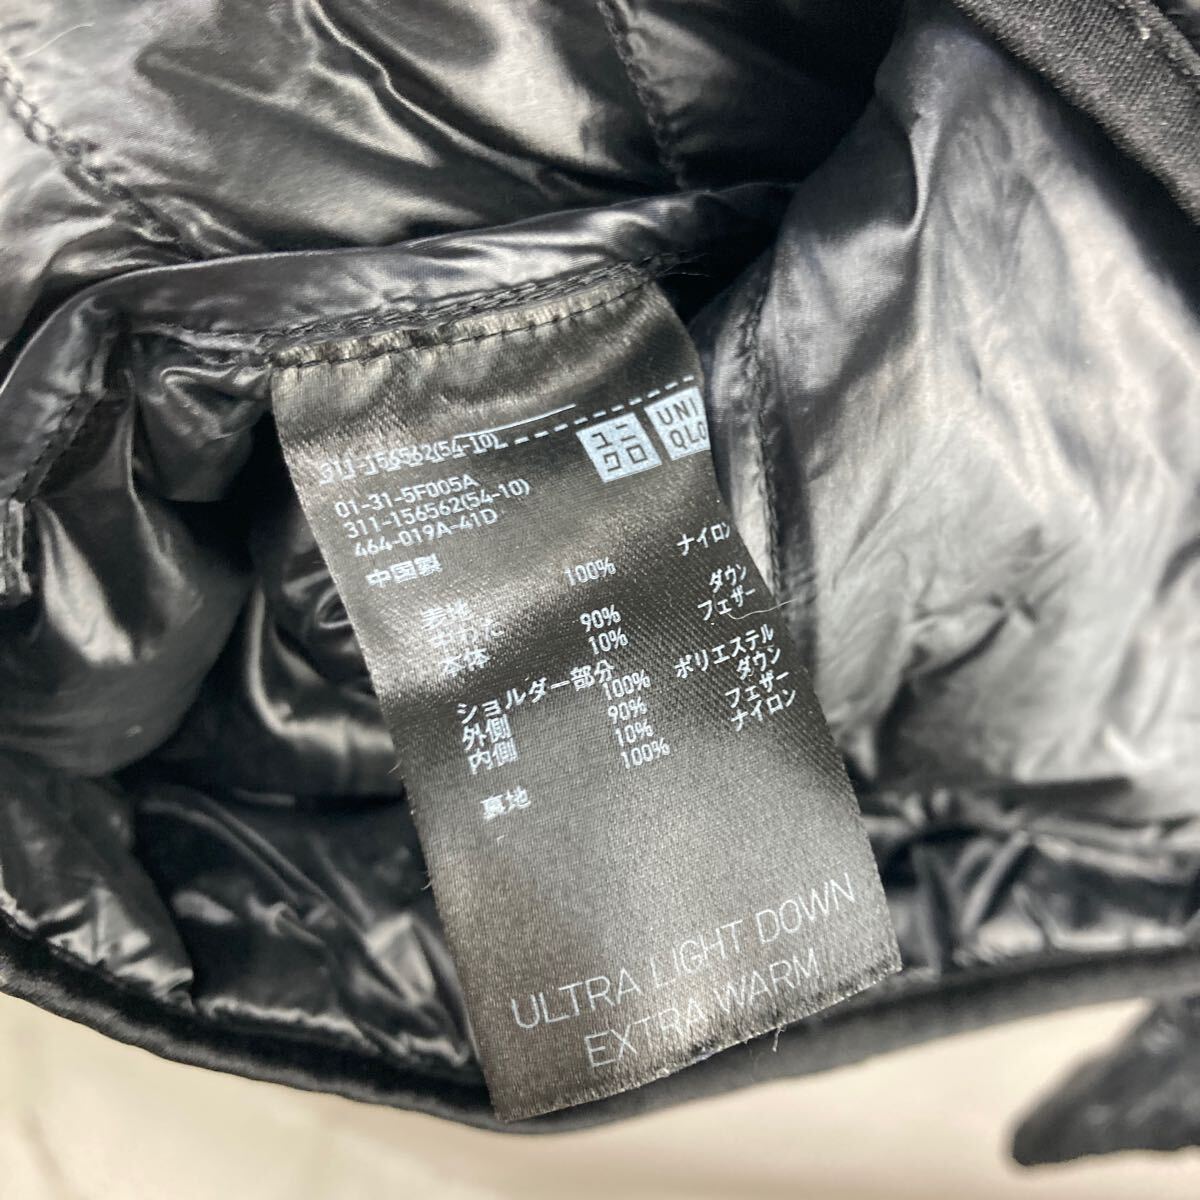 311-156562(54-10)
ユニ
クロ
UNI
QLO
01-31-5F005A
311-156562(54-10)
464-019A-41D
中国製
表地 100% ナイロン
中わた
本体 90% ダウン
10% フェザー
ショルダー部分
外側 100% ポリエステル
内側 90% ダウン
10% フェザー
裏地 100% ナイロン
ULTRA LIGHT DOWN
EXTRA WARM